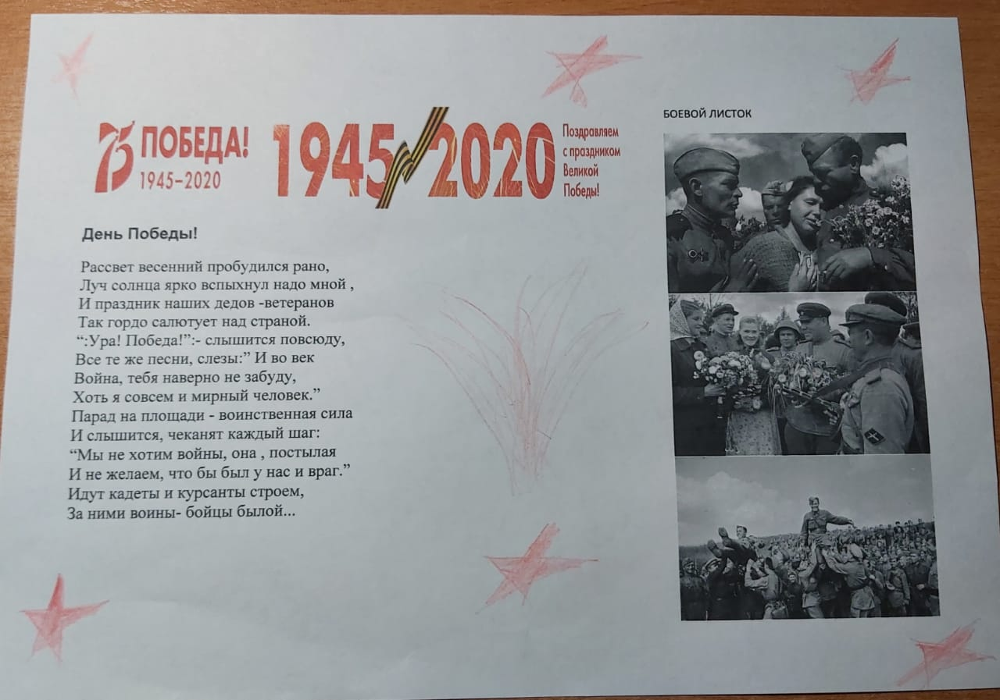 75 ПОБЕДА!
1945–2020
1945 2020
Поздравляем
с праздником
Великой
Победы!
БОЕВОЙ ЛИСТОК
День Победы!
Рассвет весенний пробудился рано,
Луч солнца ярко вспыхнул надо мной ,
И праздник наших дедов -ветеранов
Так гордо салютует над страной.
“:Ура! Победа!”:- слышится повсюду,
Все те же песни, слезы:” И во век
Война, тебя наверно не забуду,
Хоть я совсем и мирный человек.”
Парад на площади - воинственная сила
И слышится, чеканят каждый шаг:
“Мы не хотим войны, она , постылая
И не желаем, что бы был у нас и враг.”
Идут кадеты и курсанты строем,
За ними воины- бойцы былой...